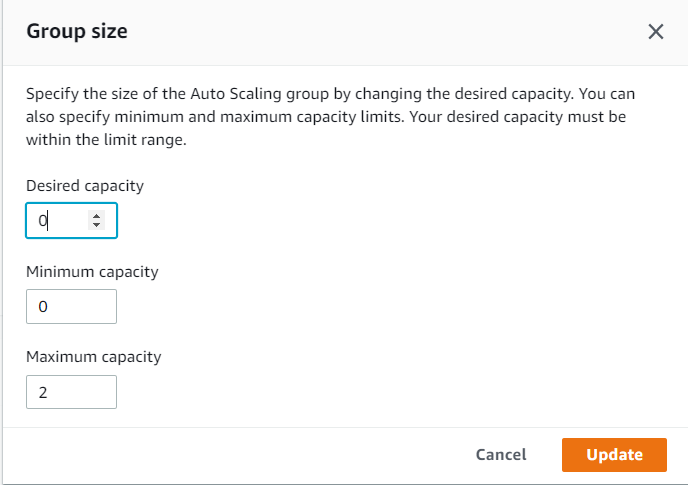 Group size
Specify the size of the Auto Scaling group by changing the desired capacity. You can
also specify minimum and maximum capacity limits. Your desired capacity must be
within the limit range.
Desired capacity
0
Minimum capacity
0
Maximum capacity
2
Cancel Update